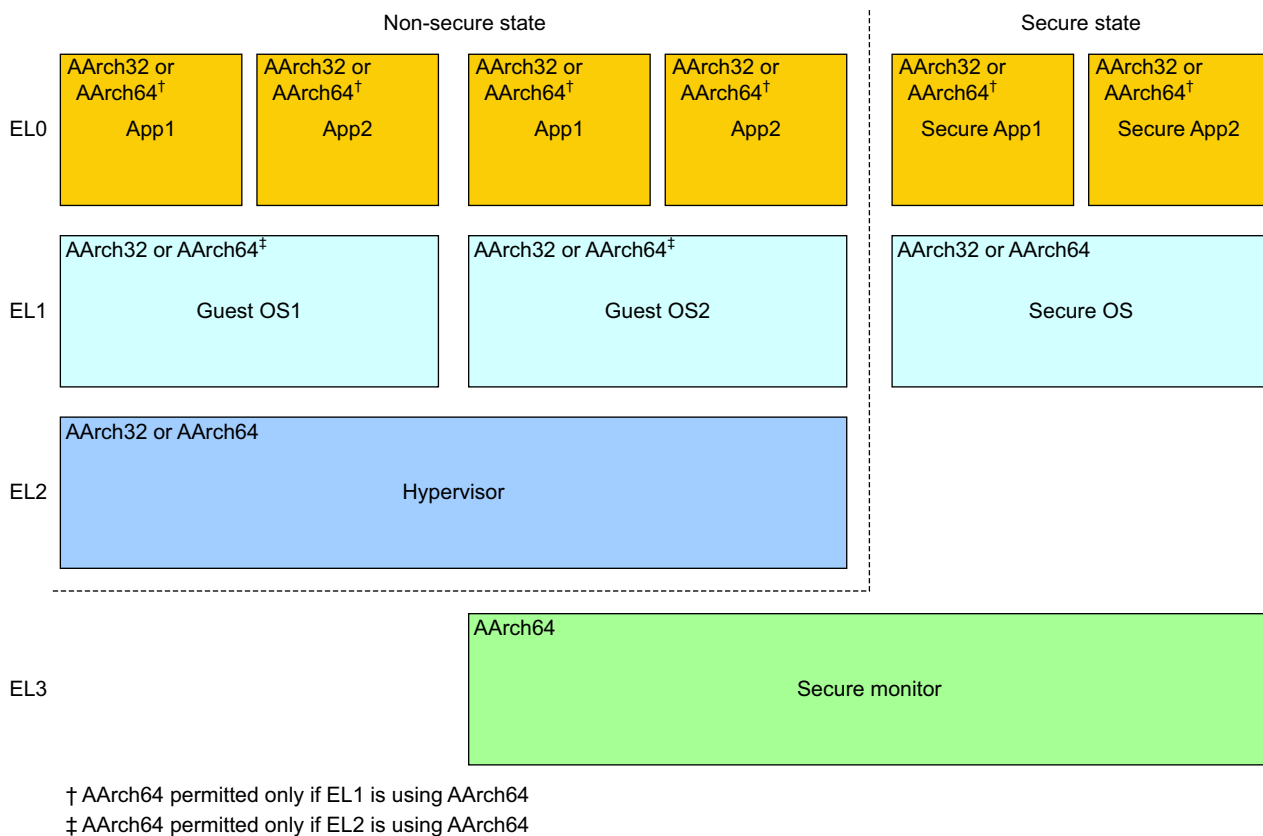 Non-secure state
Secure state
AArch32 or
AArch64†
App1
AArch32 or
AArch64†
App2
AArch32 or
AArch64†
App1
AArch32 or
AArch64†
App2
AArch32 or
AArch64†
Secure App1
AArch32 or
AArch64†
Secure App2
EL0
AArch32 or AArch64‡
Guest OS1
AArch32 or AArch64‡
Guest OS2
AArch32 or AArch64
Secure OS
EL1
AArch32 or AArch64
Hypervisor
EL2
AArch64
Secure monitor
EL3
† AArch64 permitted only if EL1 is using AArch64
‡ AArch64 permitted only if EL2 is using AArch64